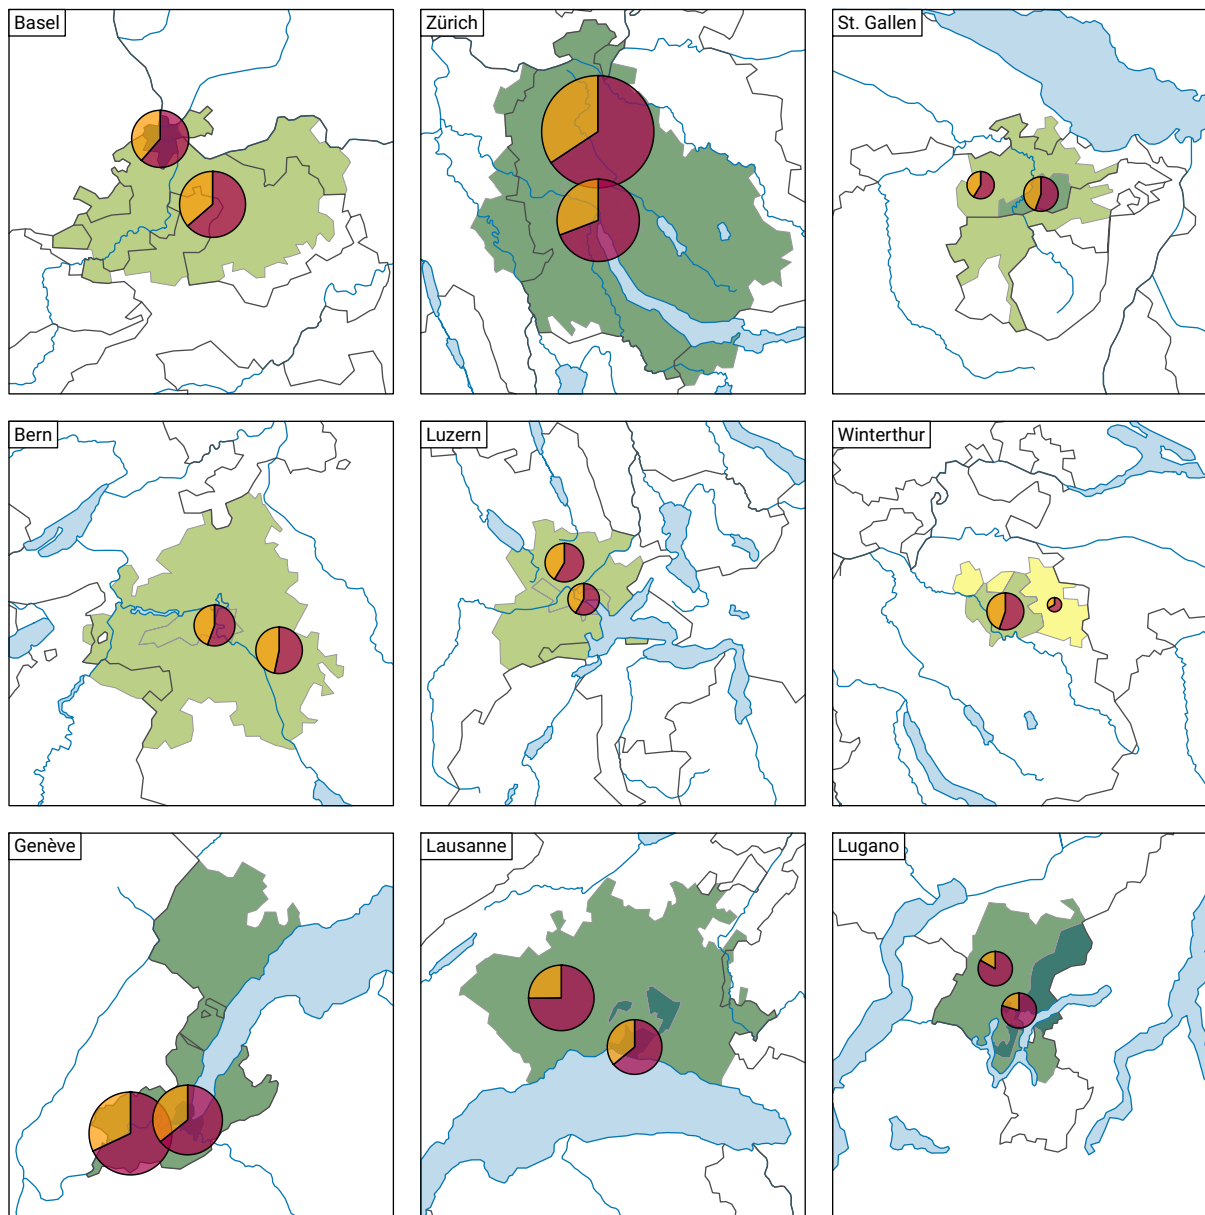 Basel
Zürich
St. Gallen
Bern
Luzern
Winterthur
Genève
Lausanne
Lugano